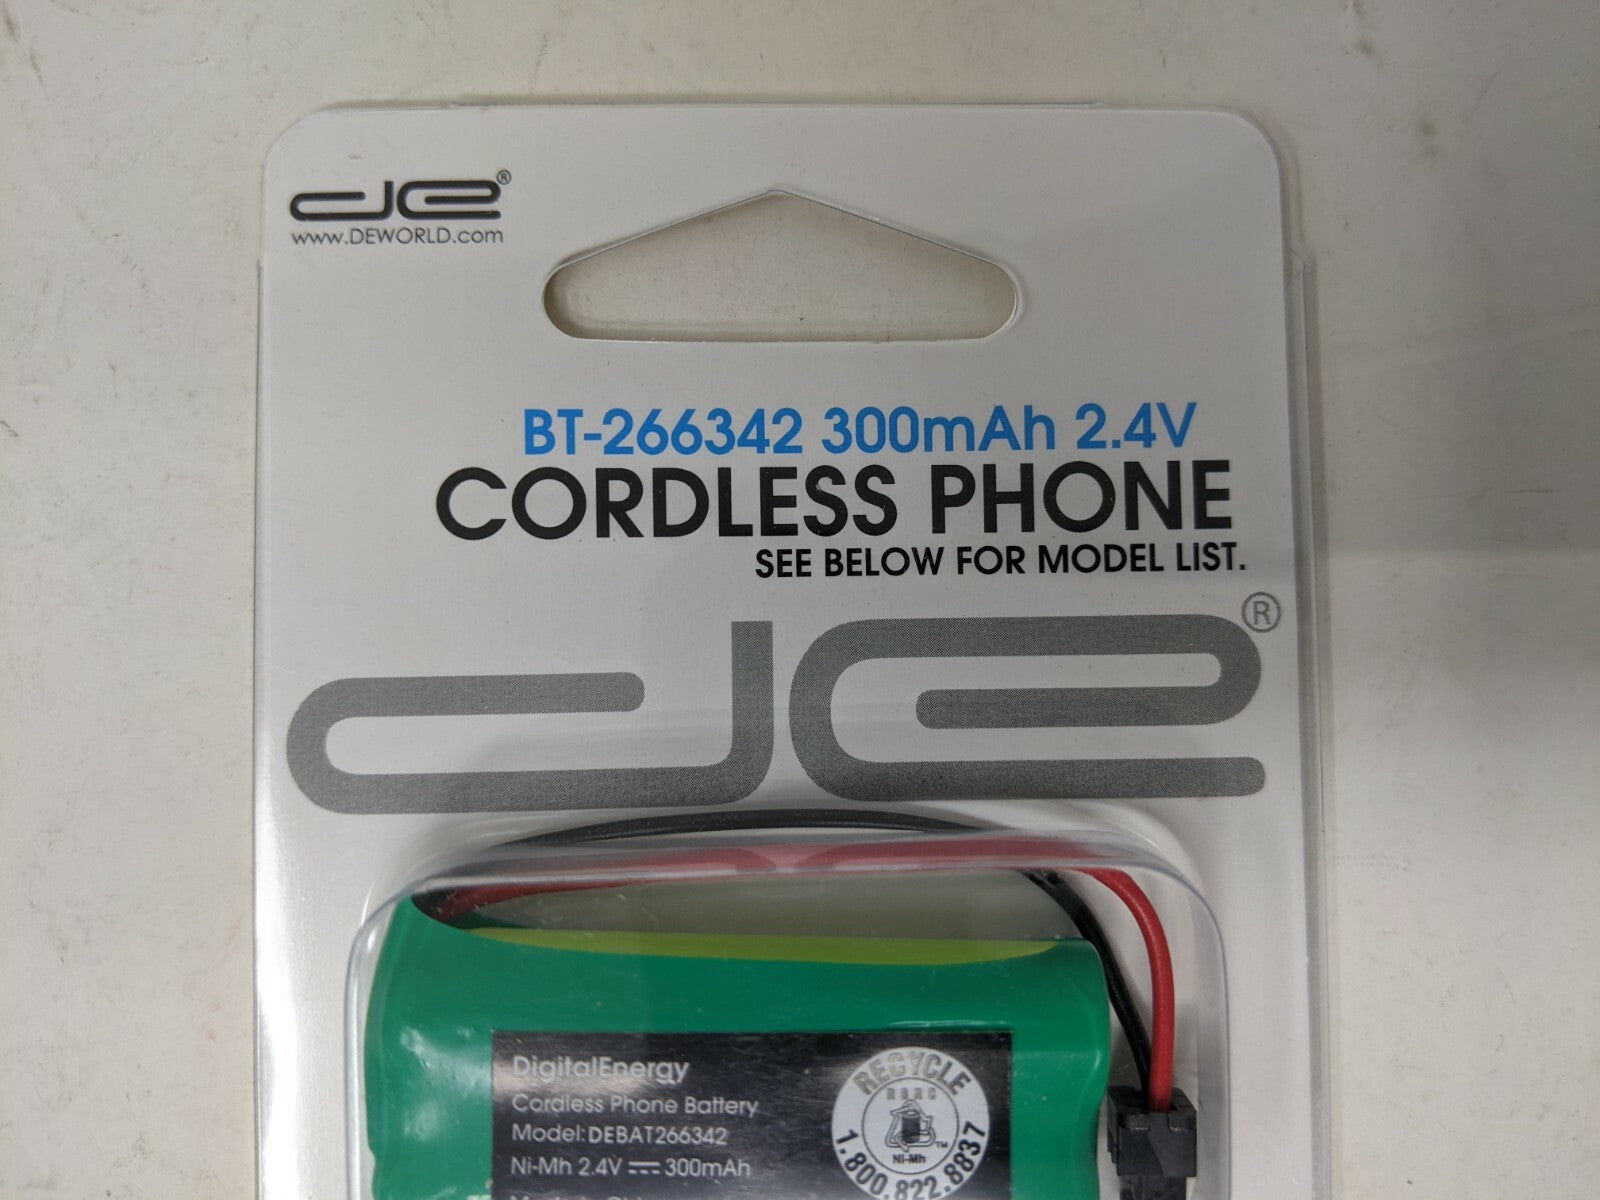 de®
www.DEWORLD.com
BT-266342 300mAh 2.4V
CORDLESS PHONE
SEE BELOW FOR MODEL LIST.
de®
DigitalEnergy
Cordless Phone Battery
Model:DEBAT266342
Ni-Mh 2.4V ⎓ 300mAh
RECYCLE
RBRC
TM
Ni-Mh
1.800.822.8837